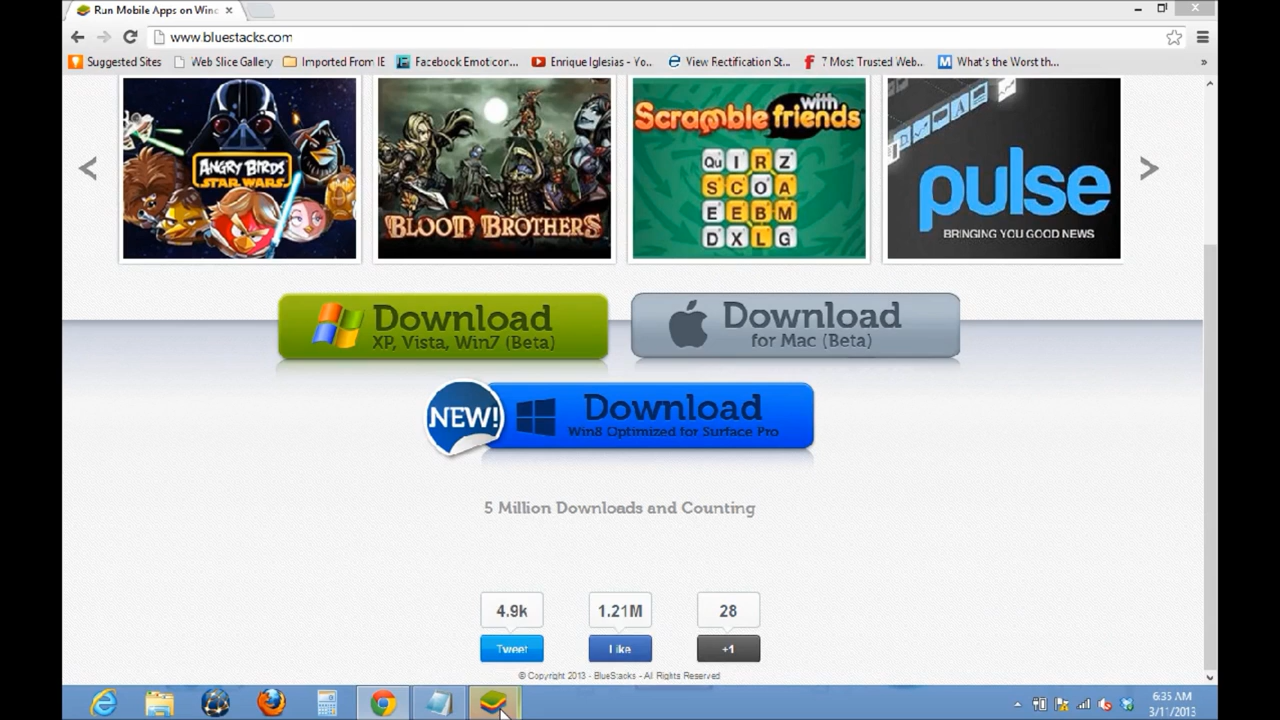 Run Mobile Apps on Winc
www.bluestacks.com
Suggested Sites Web Slice Gallery Imported From IE Facebook Emoticor... Enrique Iglesias - Yo... View Rectification St... 7 Most Trusted Web... What's the Worst th...
ANGRY BIRDS
STAR WARS
BLOOD BROTHERS
Scramble with friends
Qu I R Z
S C O A
E E B M
D X L G
pulse
BRINGING YOU GOOD NEWS
Download
XP, Vista, Win7 (Beta)
Download
for Mac (Beta)
NEW!
Download
Win8 Optimized for Surface Pro
5 Million Downloads and Counting
4.9k 1.21M 28
Tweet Like +1
© Copyright 2013 - BlueStacks - All Rights Reserved
6:35 AM
3/11/2013